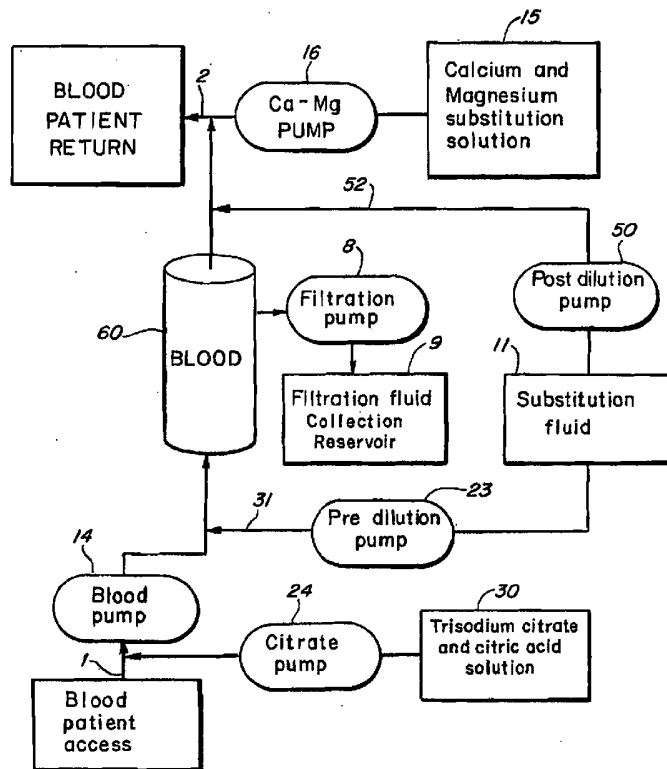 15
16
2
BLOOD
PATIENT
RETURN
Ca-Mg
PUMP
Calcium and
Magnesium
substitution
solution
52
50
8
Post dilution
pump
60
Filtration
pump
BLOOD
9
11
Filtration fluid
Collection
Reservoir
Substitution
fluid
31
23
Pre dilution
pump
14
Blood
pump
24
30
Citrate
pump
Trisodium citrate
and citric acid
solution
1
Blood
patient
access